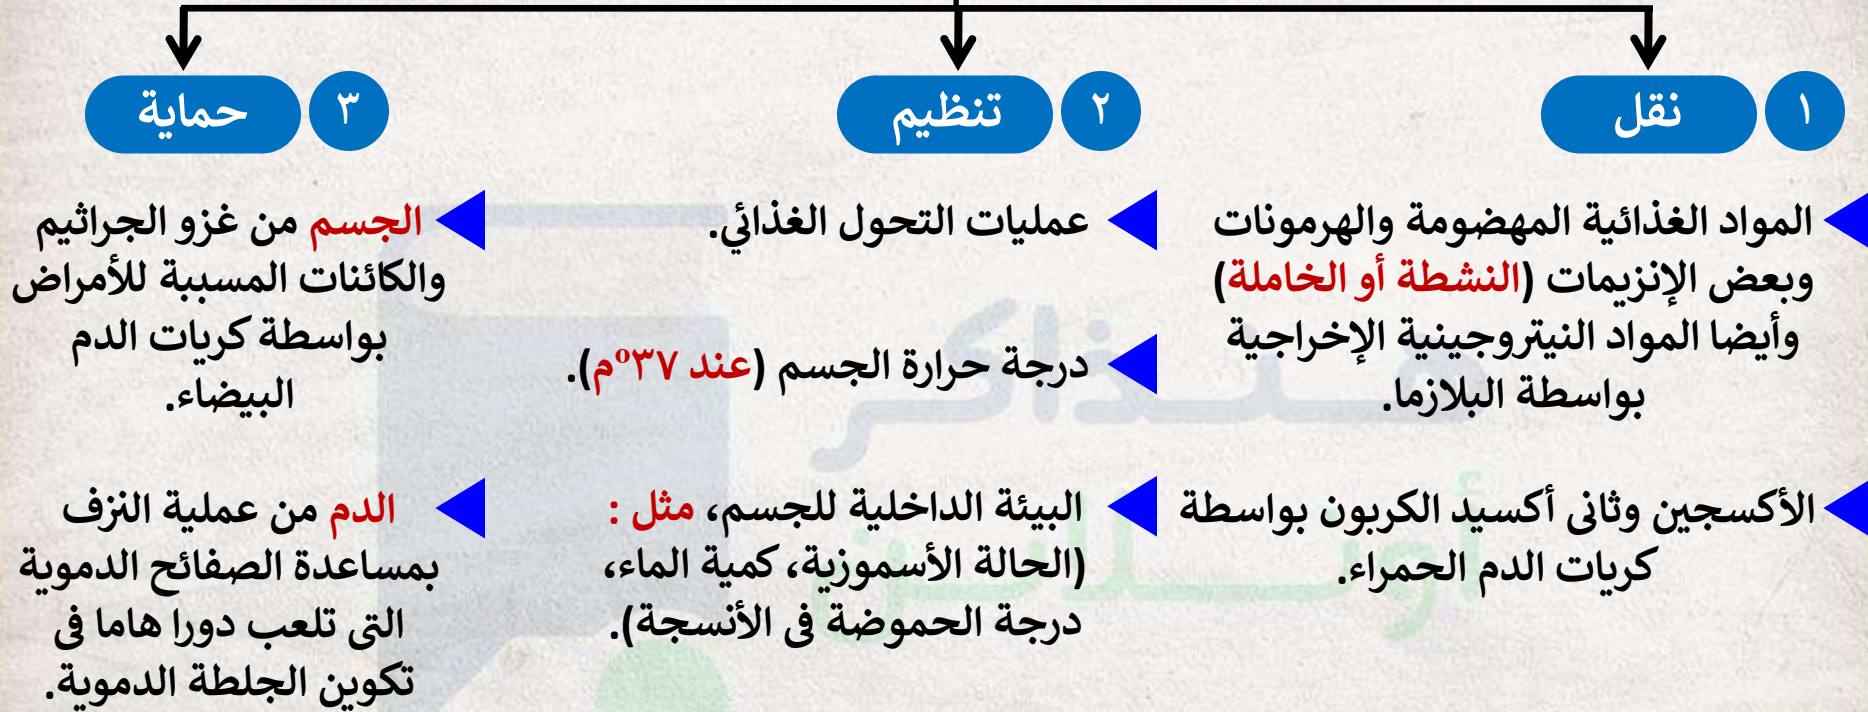 ١ نقل
المواد الغذائية المهضومة والهرمونات
وبعض الإنزيمات (النشطة أو الخاملة)
وأيضا المواد النيتروجينية الإخراجية
بواسطة البلازما.
الأكسجين وثانى أكسيد الكربون بواسطة
كريات الدم الحمراء.
٢ تنظيم
عمليات التحول الغذائي.
درجة حرارة الجسم (عند ٣٧°م).
البيئة الداخلية للجسم، مثل :
(الحالة الأسموزية، كمية الماء،
درجة الحموضة فى الأنسجة).
٣ حماية
الجسم من غزو الجراثيم
والكائنات المسببة للأمراض
بواسطة كريات الدم
البيضاء.
الدم من عملية النزف
بمساعدة الصفائح الدموية
التى تلعب دورا هاما فى
تكوين الجلطة الدموية.
هنذاكر
أونلاين